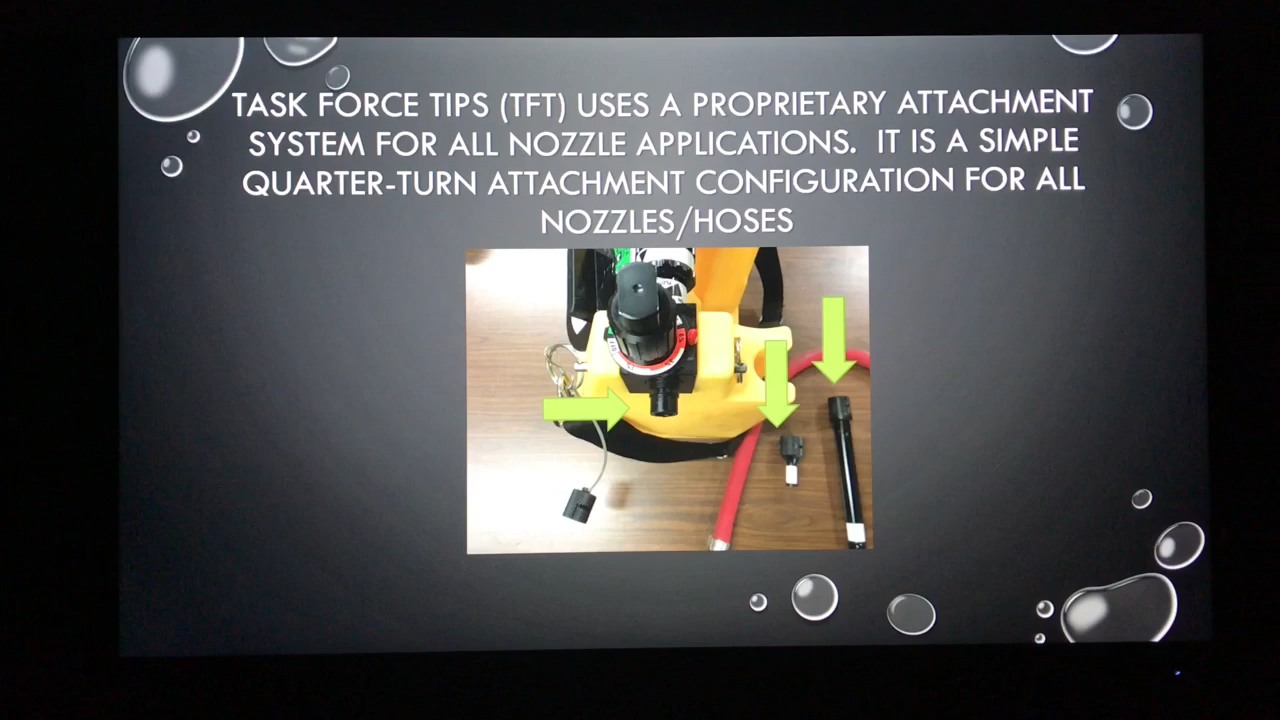 TASK FORCE TIPS (TFT) USES A PROPRIETARY ATTACHMENT
SYSTEM FOR ALL NOZZLE APPLICATIONS.  IT IS A SIMPLE
QUARTER-TURN ATTACHMENT CONFIGURATION FOR ALL
NOZZLES/HOSES